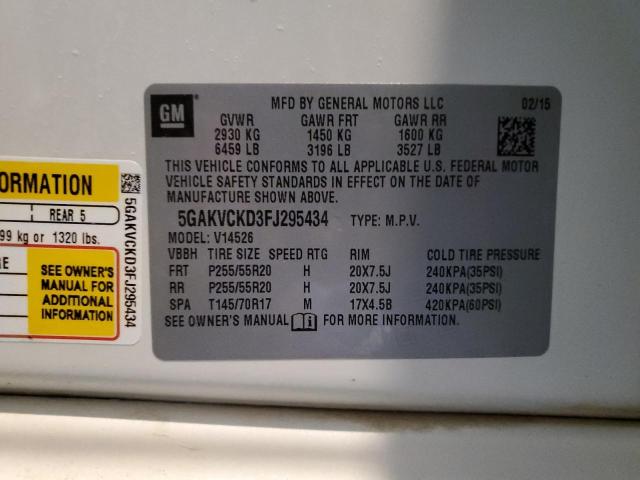 GM
MFD BY GENERAL MOTORS LLC 02/15
GVWR GAWR FRT GAWR RR
2930 KG 1450 KG 1600 KG
6459 LB 3196 LB 3527 LB
THIS VEHICLE CONFORMS TO ALL APPLICABLE U.S. FEDERAL MOTOR
VEHICLE SAFETY STANDARDS IN EFFECT ON THE DATE OF
MANUFACTURE SHOWN ABOVE.
5GAKVCKD3FJ295434 TYPE: M.P.V.
MODEL: V14526
VBBH TIRE SIZE SPEED RTG RIM COLD TIRE PRESSURE
FRT P255/55R20 H 20X7.5J 240KPA(35PSI)
RR P255/55R20 H 20X7.5J 240KPA(35PSI)
SPA T145/70R17 M 17X4.5B 420KPA(60PSI)
SEE OWNER'S MANUAL FOR MORE INFORMATION.
ORMATION
REAR 5
99 kg or 1320 lbs.
RE
SEE OWNER'S
MANUAL FOR
ADDITIONAL
INFORMATION
5GAKVCKD3FJ295434